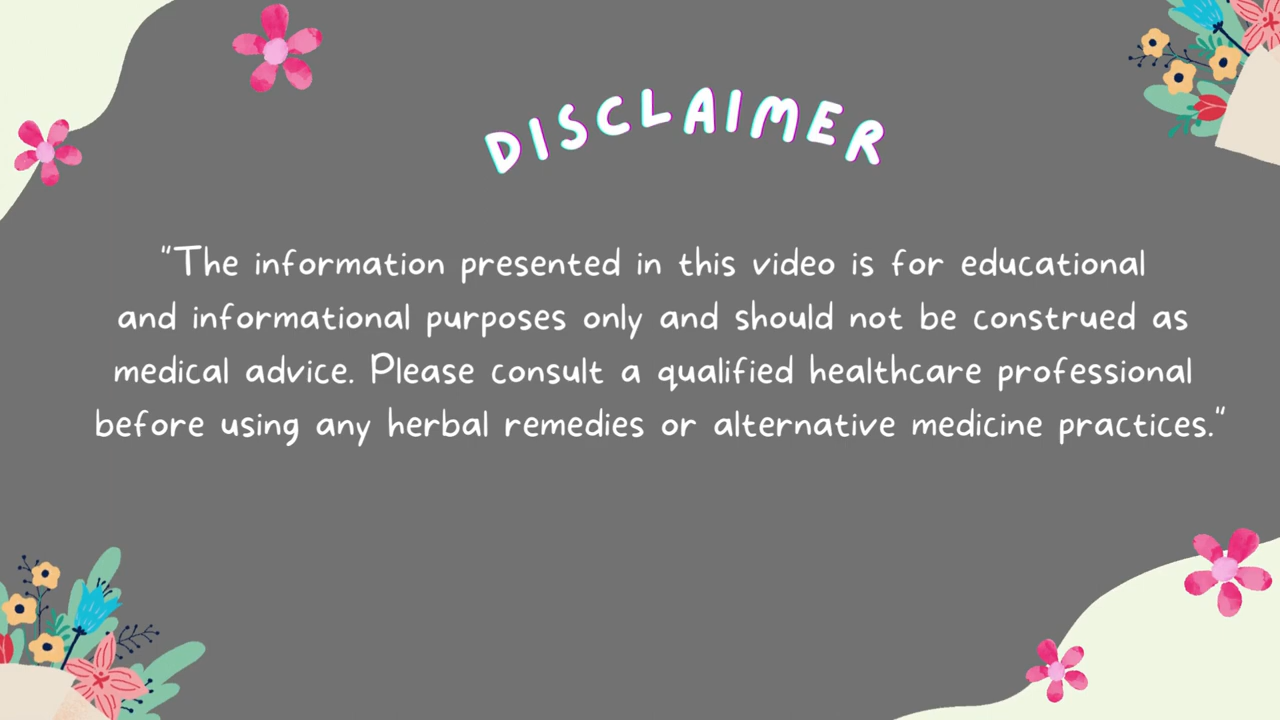 DISCLAIMER
"The information presented in this video is for educational
and informational purposes only and should not be construed as
medical advice. Please consult a qualified healthcare professional
before using any herbal remedies or alternative medicine practices."